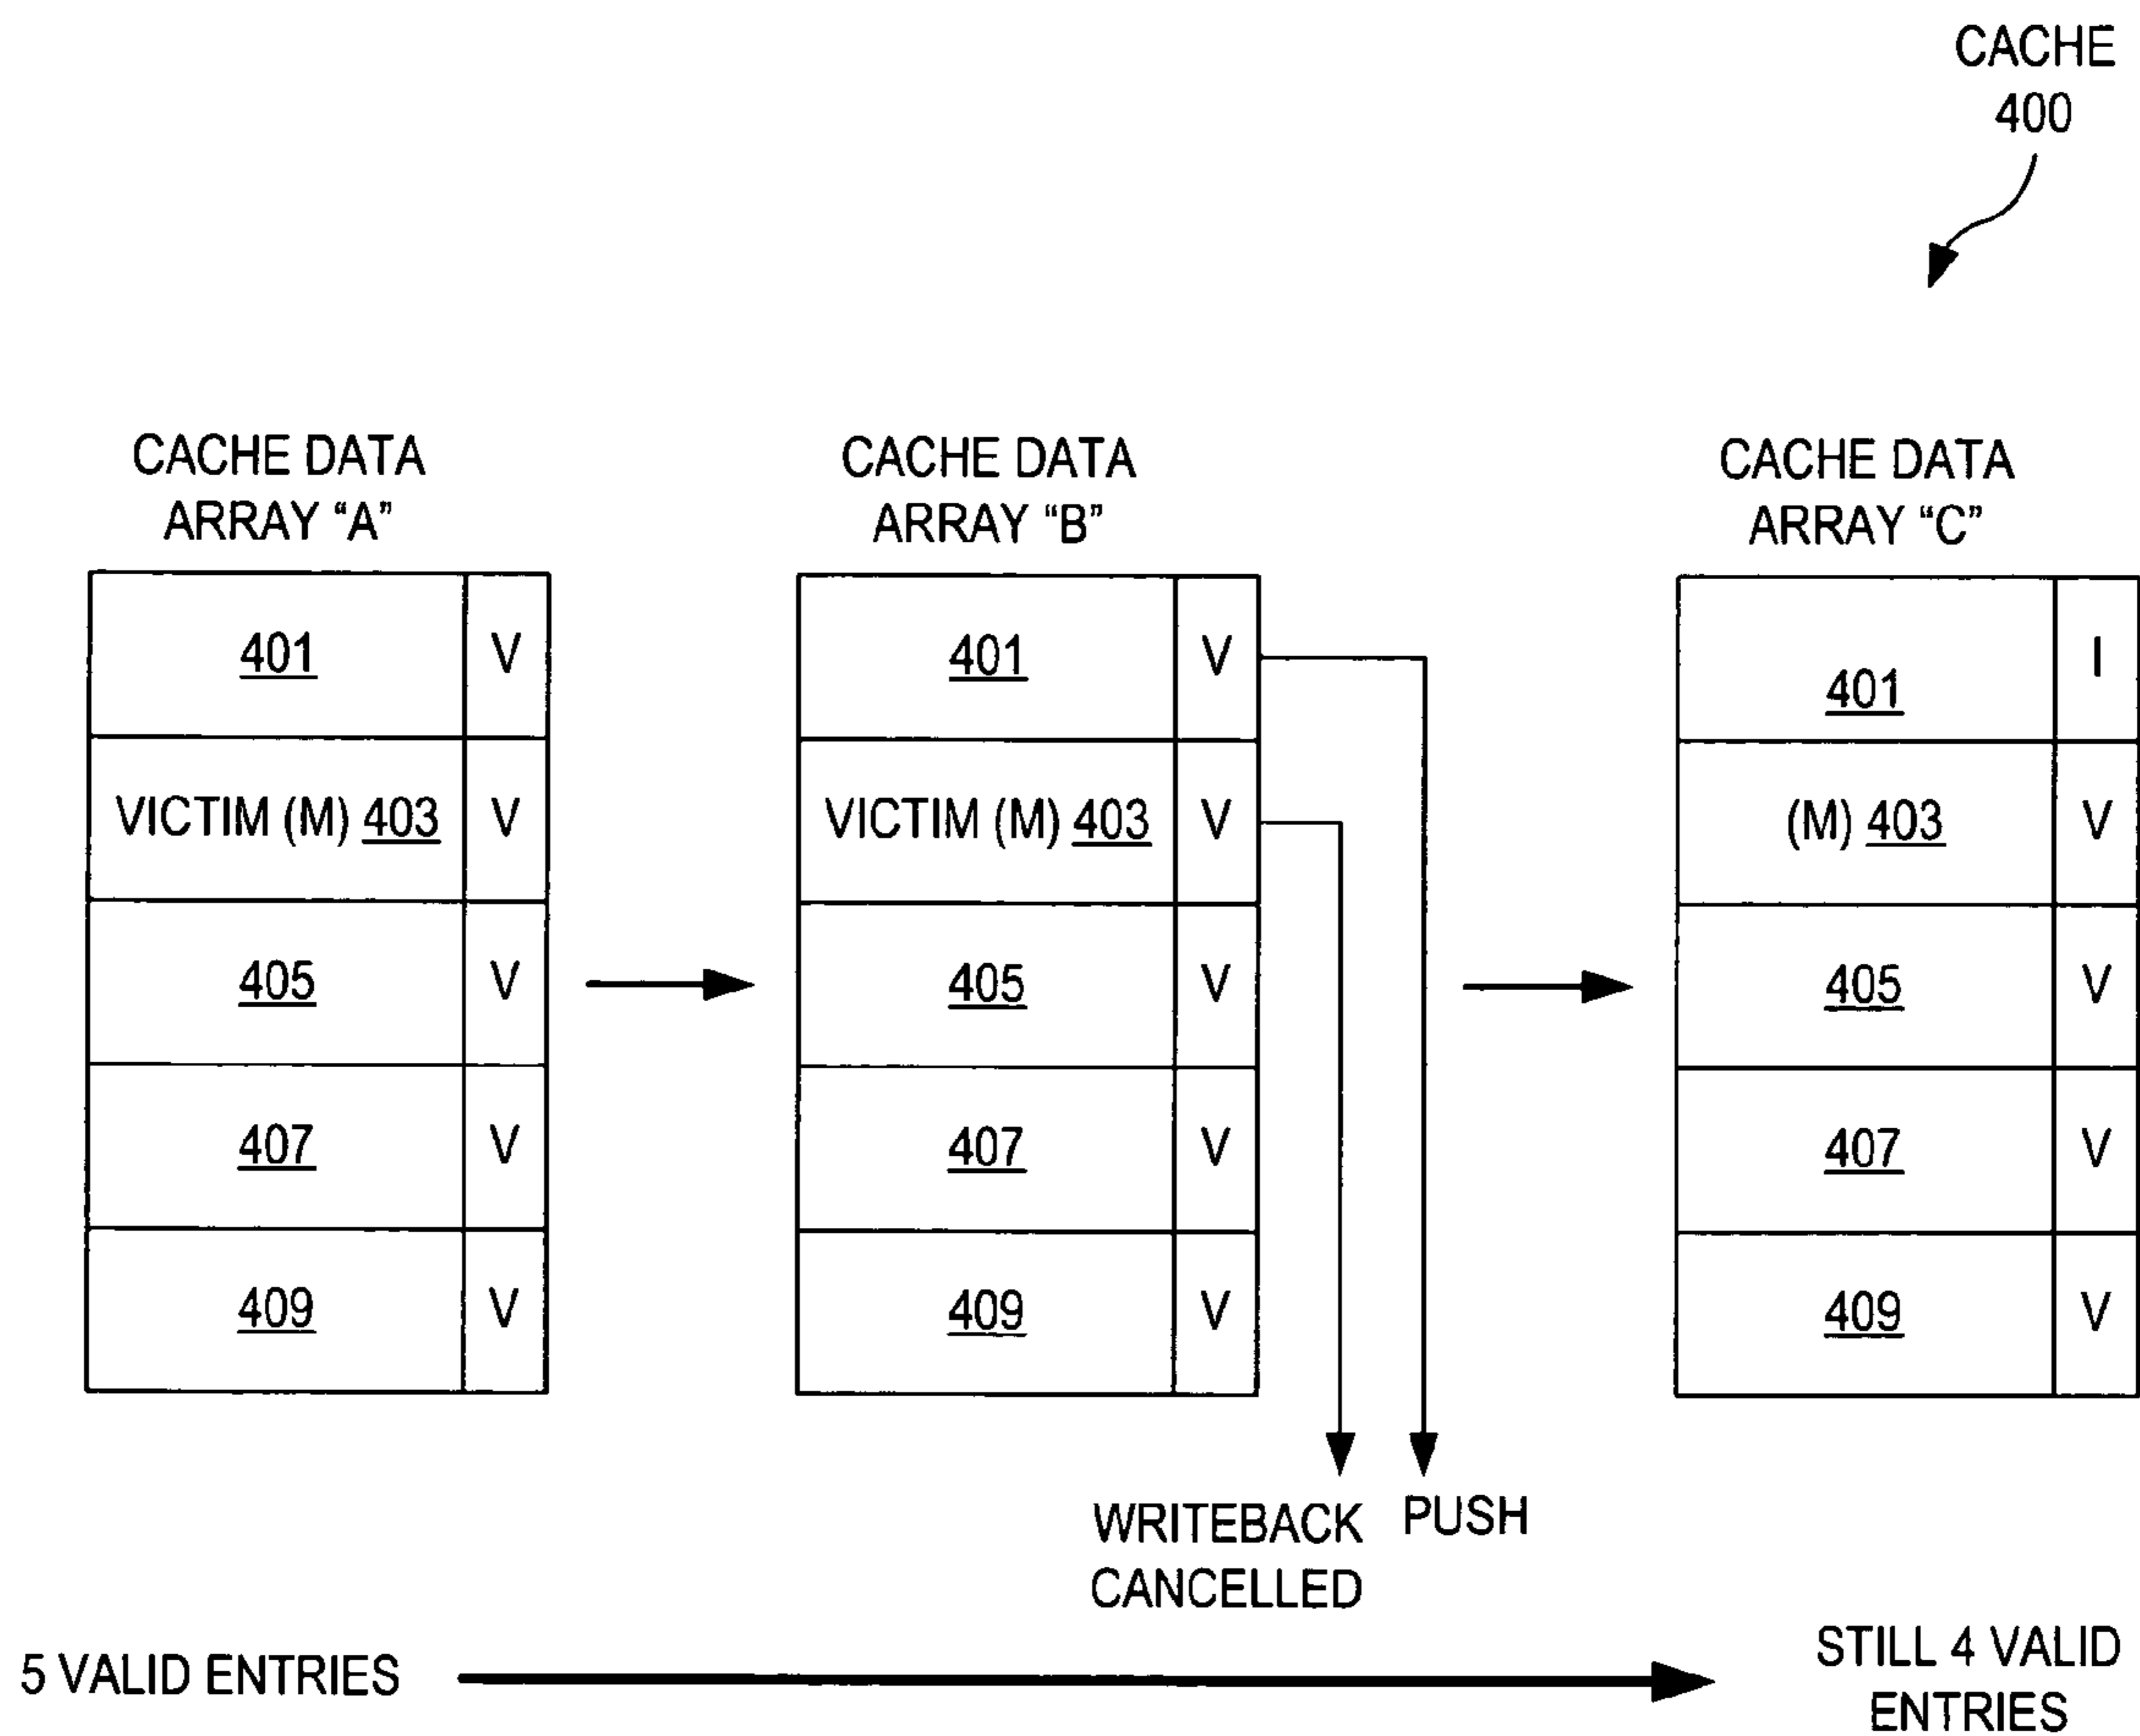 CACHE
400
CACHE DATA
ARRAY “A”
401 V
VICTIM (M) 403 V
405 V
407 V
409 V
CACHE DATA
ARRAY “B”
401 V
VICTIM (M) 403 V
405 V
407 V
409 V
WRITEBACK
CANCELLED
PUSH
CACHE DATA
ARRAY “C”
401 I
(M) 403 V
405 V
407 V
409 V
5 VALID ENTRIES
STILL 4 VALID
ENTRIES